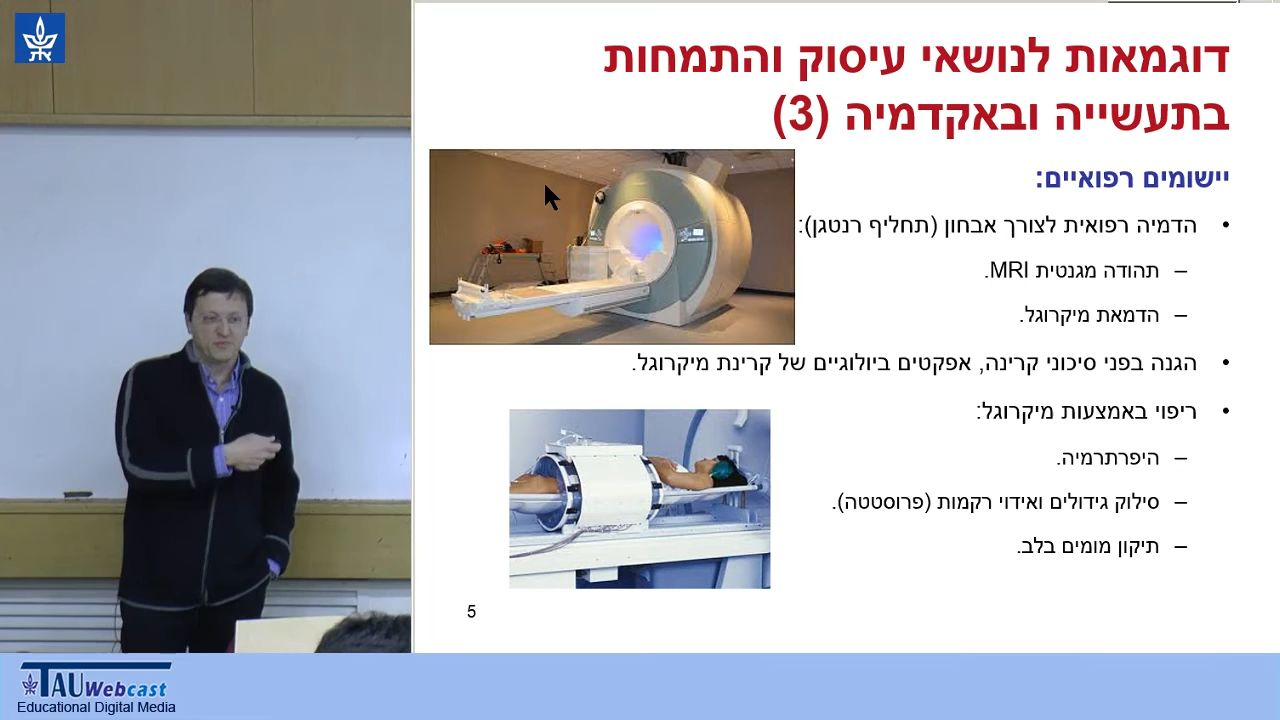 דוגמאות לנושאי עיסוק והתמחות
בתעשייה ובאקדמיה (3)
יישומים רפואיים:
• הדמיה רפואית לצורך אבחון (תחליף רנטגן):
– תהודה מגנטית MRI.
– הדמאת מיקרוגל.
• הגנה בפני סיכוני קרינה, אפקטים ביולוגיים של קרינת מיקרוגל.
• ריפוי באמצעות מיקרוגל:
– היפרתרמיה.
– סילוק גידולים ואידוי רקמות (פרוסטטה).
– תיקון מומים בלב.
5
TAU Webcast
Educational Digital Media